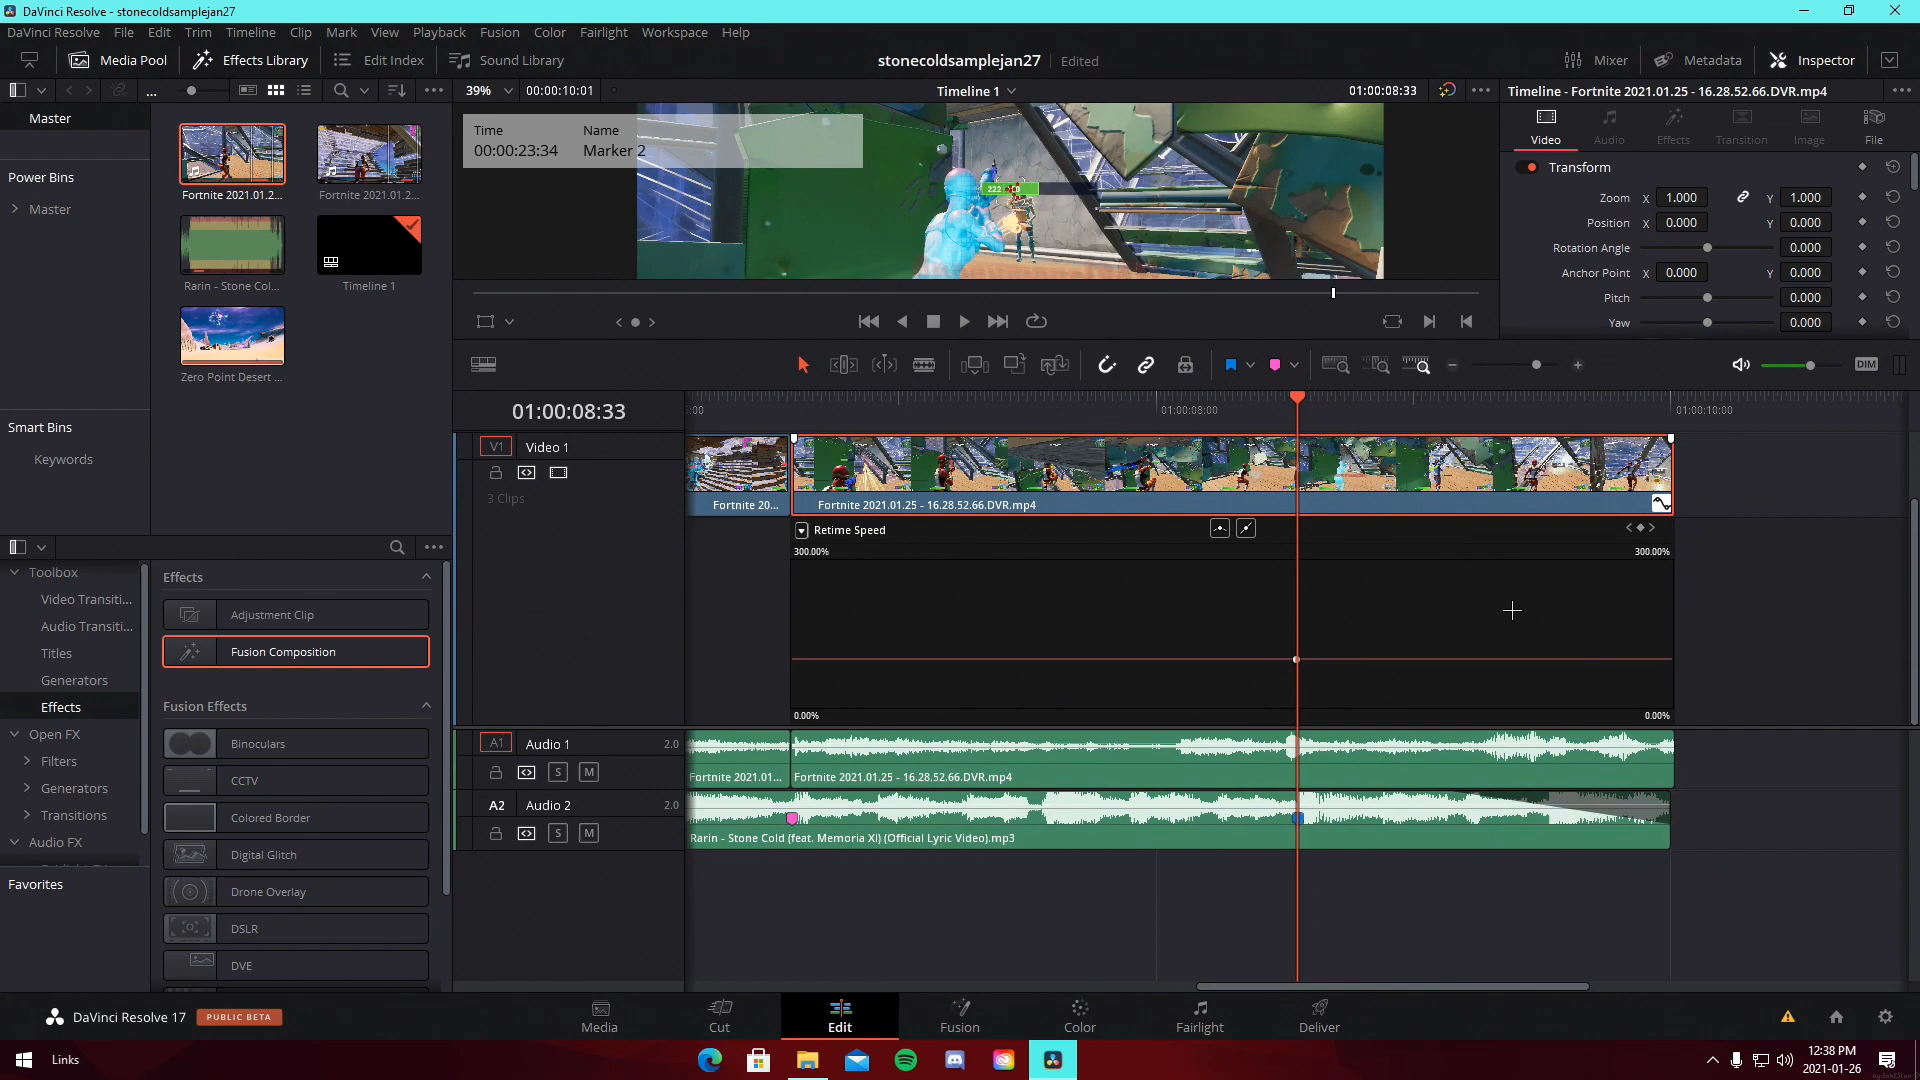 DaVinci Resolve - stonecoldsamplejan27
DaVinci Resolve File Edit Trim Timeline Clip Mark View Playback Fusion Color Fairlight Workspace Help
Media Pool Effects Library Edit Index Sound Library stonecoldsamplejan27 Edited Mixer Metadata Inspector
... 39% 00:00:10:01 Timeline 1 01:00:08:33 Timeline - Fortnite 2021.01.25 - 16.28.52.66.DVR.mp4
Master
Power Bins
Master
Smart Bins
Keywords
Fortnite 2021.01.2...
Fortnite 2021.01.2...
Rarin - Stone Col...
Timeline 1
Zero Point Desert ...
Time Name
00:00:23:34 Marker 2
222
Video Audio Effects Transition Image File
Transform
Zoom X 1.000 Y 1.000
Position X 0.000 Y 0.000
Rotation Angle 0.000
Anchor Point X 0.000 Y 0.000
Pitch 0.000
Yaw 0.000
DIM
01:00:08:33
:00 01:00:08:00 01:00:10:00
V1 Video 1
3 Clips
Fortnite 20... Fortnite 2021.01.25 - 16.28.52.66.DVR.mp4
Retime Speed
300.00% 300.00%
0.00% 0.00%
A1 Audio 1 2.0
S M
Fortnite 2021.01... Fortnite 2021.01.25 - 16.28.52.66.DVR.mp4
A2 Audio 2 2.0
S M
Rarin - Stone Cold (feat. Memoria XI) (Official Lyric Video).mp3
Toolbox
Video Transiti...
Audio Transiti...
Titles
Generators
Effects
Open FX
Filters
Generators
Transitions
Audio FX
Favorites
Effects
Adjustment Clip
Fusion Composition
Fusion Effects
Binoculars
CCTV
Colored Border
Digital Glitch
Drone Overlay
DSLR
DVE
DaVinci Resolve 17 PUBLIC BETA
Media Cut Edit Fusion Color Fairlight Deliver
Links
12:38 PM
2021-01-26